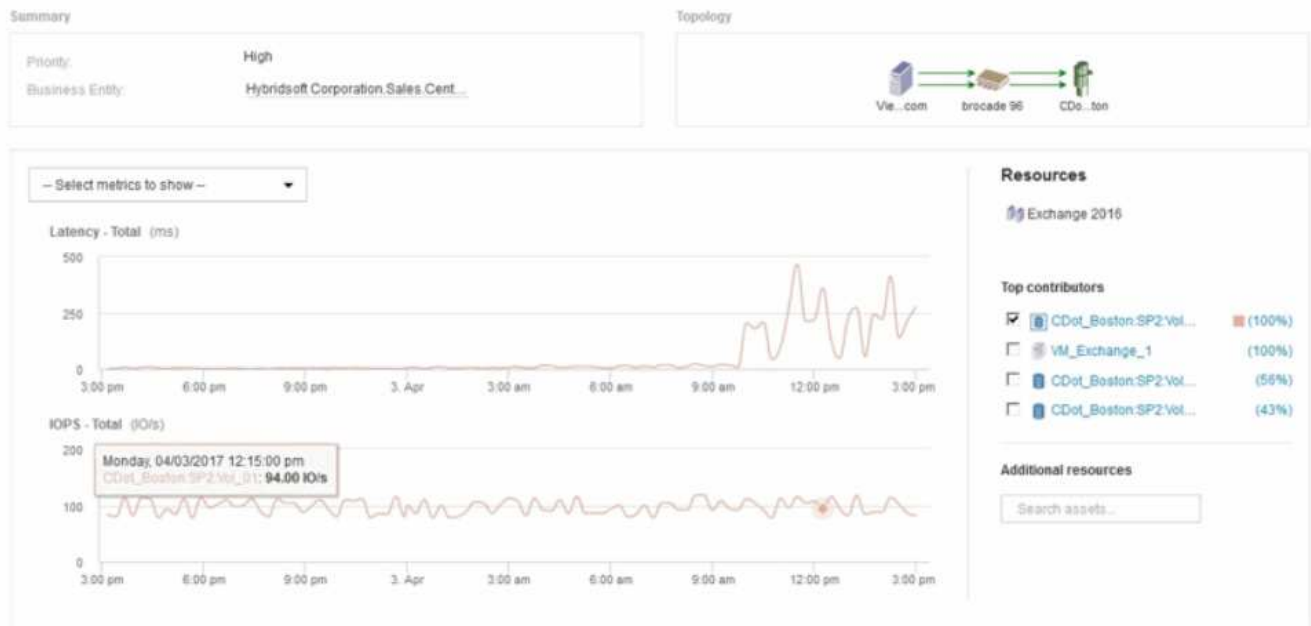 Summary
Priority: High
Business Entity: Hybridsoft Corporation.Sales.Cent...
Topology
Vie...com brocade 96 CDo...ton
-- Select metrics to show --
Latency - Total (ms)
500
250
0
3:00 pm 6:00 pm 9:00 pm 3. Apr 3:00 am 6:00 am 9:00 am 12:00 pm 3:00 pm
IOPS - Total (IO/s)
200
Monday, 04/03/2017 12:15:00 pm
CDot_Boston:SP2:Vol_01: 94.00 IO/s
100
0
3:00 pm 6:00 pm 9:00 pm 3. Apr 3:00 am 6:00 am 9:00 am 12:00 pm 3:00 pm
Resources
Exchange 2016
Top contributors
CDot_Boston:SP2:Vol... (100%)
VM_Exchange_1 (100%)
CDot_Boston:SP2:Vol... (56%)
CDot_Boston:SP2:Vol... (43%)
Additional resources
Search assets...